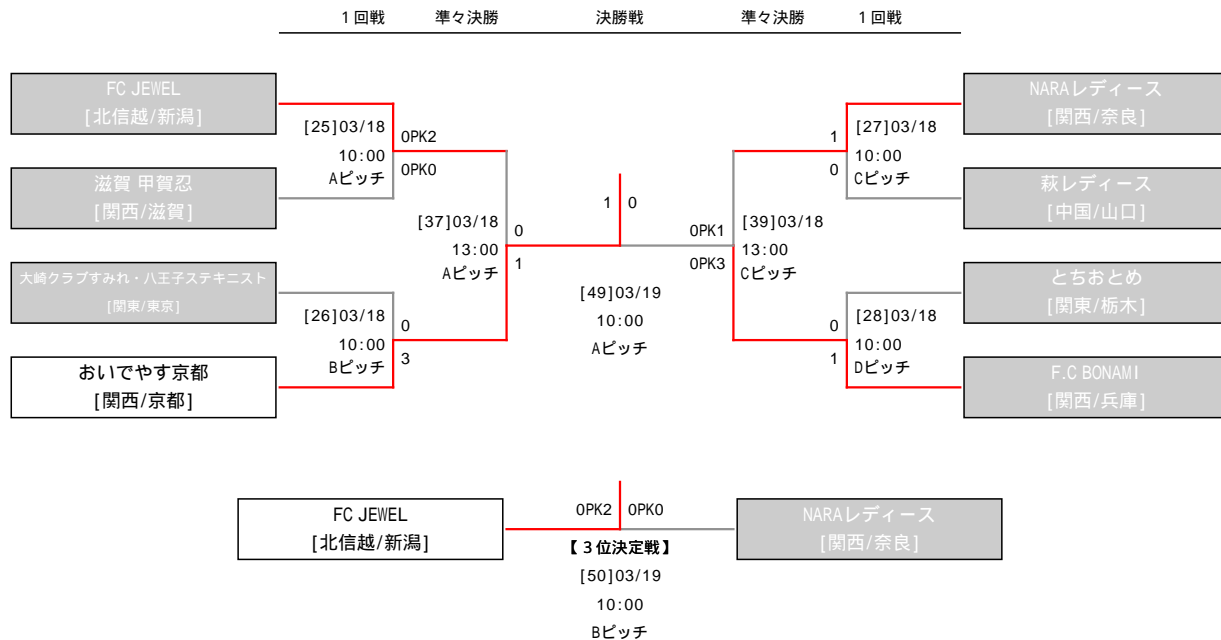 １回戦 準々決勝 決勝戦 準々決勝 １回戦
FC JEWEL
[北信越/新潟]
[25]03/18
10:00
Aピッチ
0PK2
0PK0
滋賀 甲賀忍
[関西/滋賀]
[37]03/18
13:00
Aピッチ
0
1
大崎クラブすみれ・八王子ステキニスト
[関東/東京]
[26]03/18
10:00
Bピッチ
0
3
おいでやす京都
[関西/京都]
1 0
[49]03/19
10:00
Aピッチ
NARAレディース
[関西/奈良]
1
0
[27]03/18
10:00
Cピッチ
萩レディース
[中国/山口]
0PK1
0PK3
[39]03/18
13:00
Cピッチ
とちおとめ
[関東/栃木]
0
1
[28]03/18
10:00
Dピッチ
F.C BONAMI
[関西/兵庫]
FC JEWEL
[北信越/新潟]
0PK2 0PK0
NARAレディース
[関西/奈良]
【３位決定戦】
[50]03/19
10:00
Bピッチ